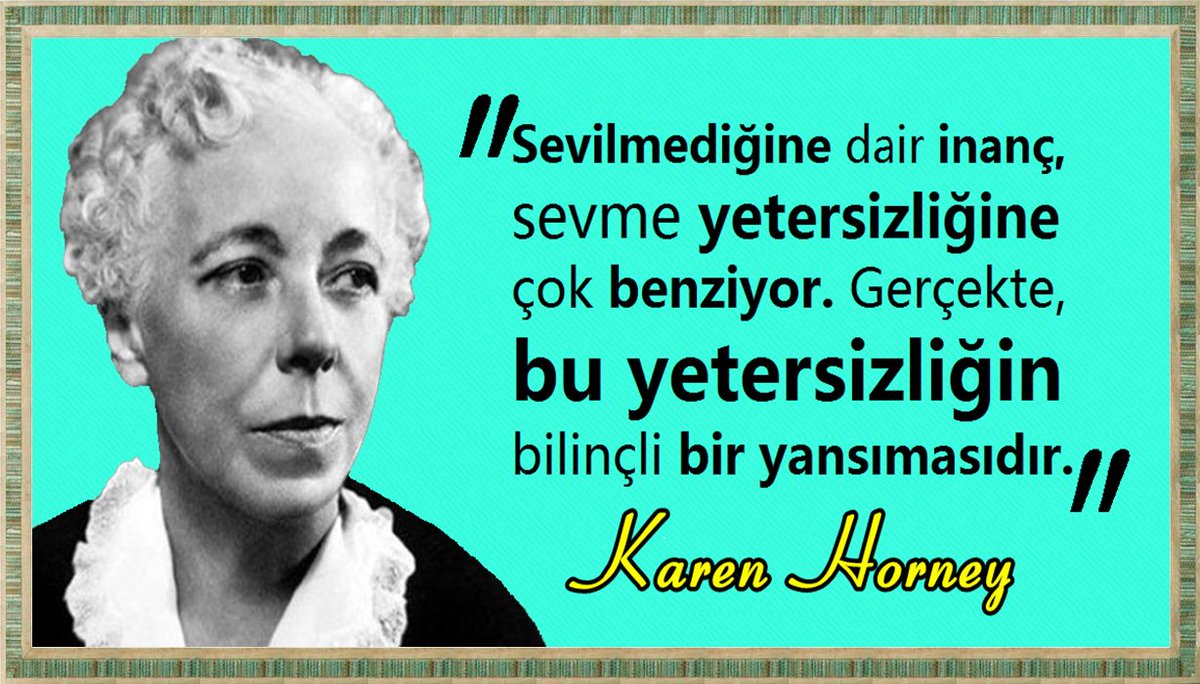 "Sevilmediğine dair inanç,
sevme yetersizliğine
çok benziyor. Gerçekte,
bu yetersizliğin
bilinçli bir yansımasıdır."
Karen Horney